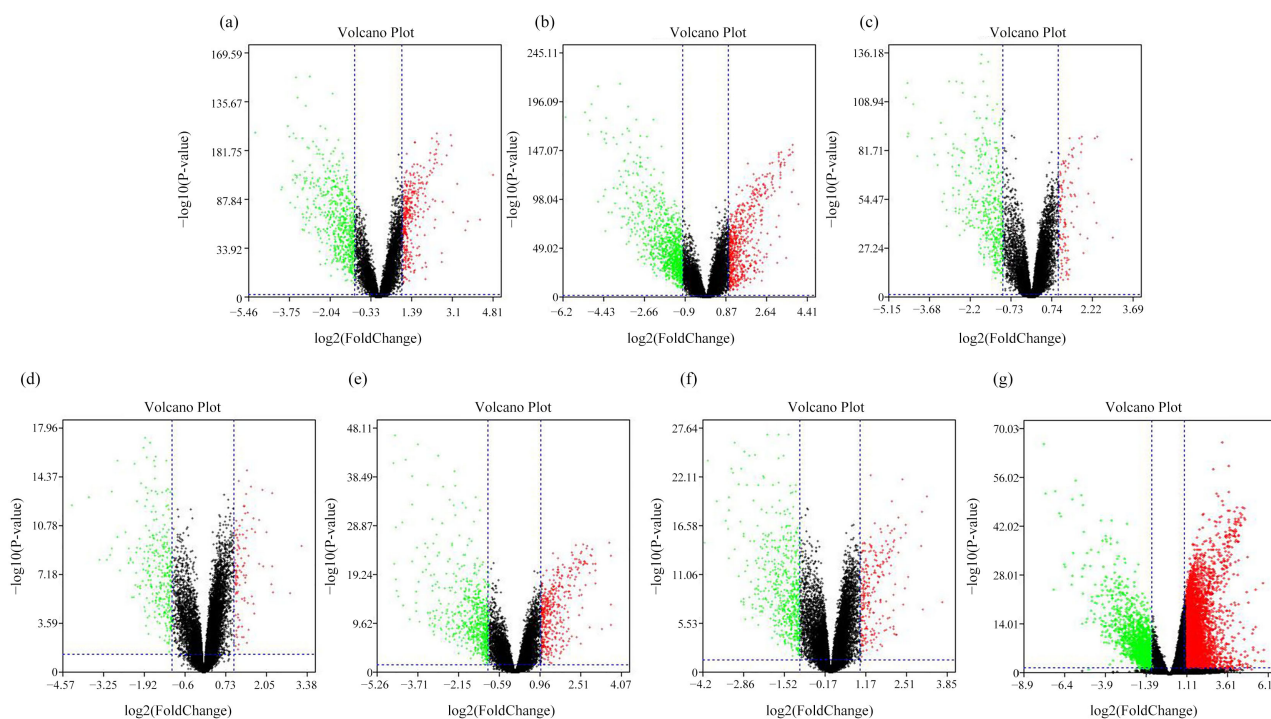 (a)
Volcano Plot
169.59
135.67
181.75
87.84
33.92
0
−log10(P-value)
−5.46 −3.75 −2.04 −0.33 1.39 3.1 4.81
log2(FoldChange)
(b)
Volcano Plot
245.11
196.09
147.07
98.04
49.02
0
−log10(P-value)
−6.2 −4.43 −2.66 −0.9 0.87 2.64 4.41
log2(FoldChange)
(c)
Volcano Plot
136.18
108.94
81.71
54.47
27.24
0
−log10(P-value)
−5.15 −3.68 −2.2 −0.73 0.74 2.22 3.69
log2(FoldChange)
(d)
Volcano Plot
17.96
14.37
10.78
7.18
3.59
0
−log10(P-value)
−4.57 −3.25 −1.92 −0.6 0.73 2.05 3.38
log2(FoldChange)
(e)
Volcano Plot
48.11
38.49
28.87
19.24
9.62
0
−log10(P-value)
−5.26 −3.71 −2.15 −0.59 0.96 2.51 4.07
log2(FoldChange)
(f)
Volcano Plot
27.64
22.11
16.58
11.06
5.53
0
−log10(P-value)
−4.2 −2.86 −1.52 −0.17 1.17 2.51 3.85
log2(FoldChange)
(g)
Volcano Plot
70.03
56.02
42.02
28.01
14.01
0
−log10(P-value)
−8.9 −6.4 −3.9 −1.39 1.11 3.61 6.1
log2(FoldChange)